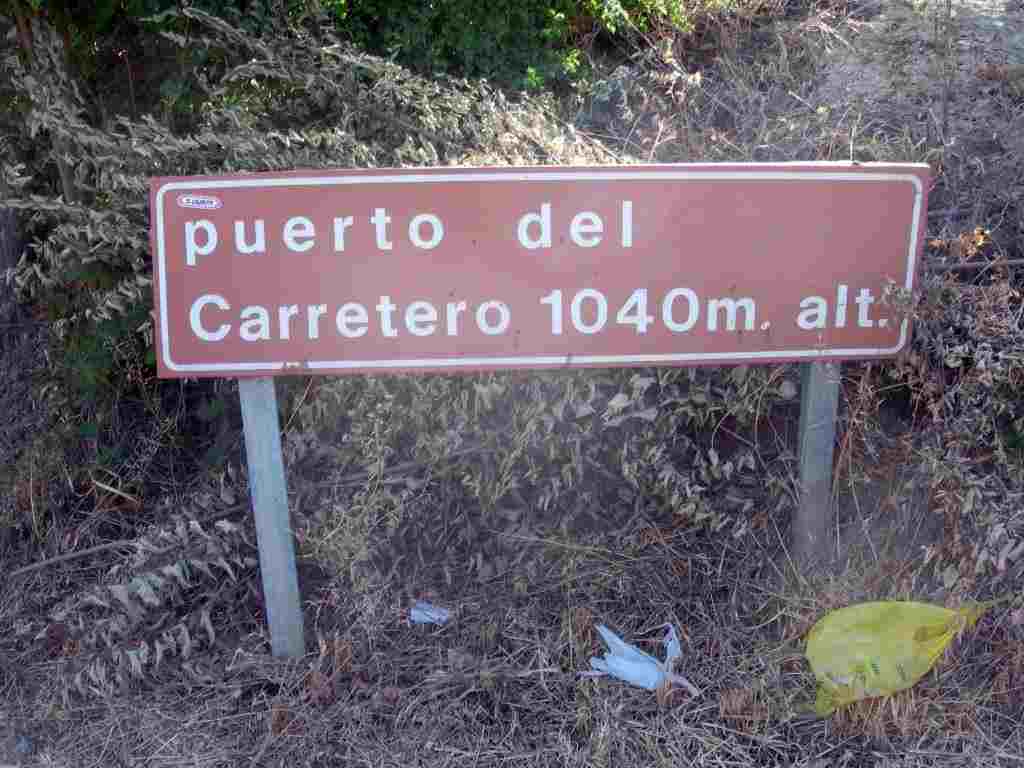 puerto del
Carretero 1040m. alt.